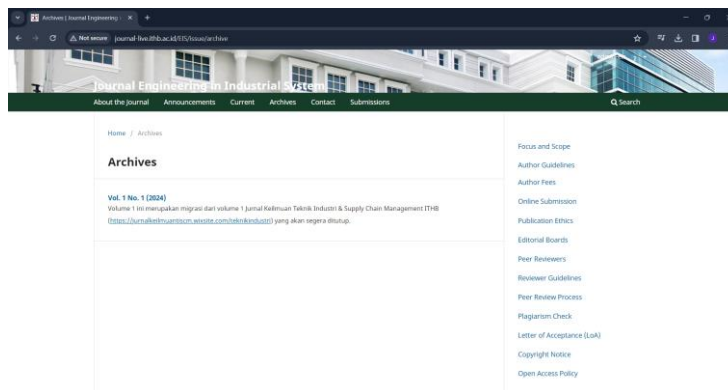 Archives | Journal Engineering
Not secure journal-live.ithb.ac.id/EIS/issue/archive
Journal Engineering in Industrial System
About the Journal Announcements Current Archives Contact Submissions Search
Home / Archives
Archives
Vol. 1 No. 1 (2024)
Volume 1 ini merupakan migrasi dari volume 1 Jurnal Keilmuan Teknik Industri & Supply Chain Management ITHB
(https://jurnalkeilmuantiscm.wixsite.com/teknikindustri) yang akan segera ditutup.
Focus and Scope
Author Guidelines
Author Fees
Online Submission
Publication Ethics
Editorial Boards
Peer Reviewers
Reviewer Guidelines
Peer Review Process
Plagiarism Check
Letter of Acceptance (LoA)
Copyright Notice
Open Access Policy